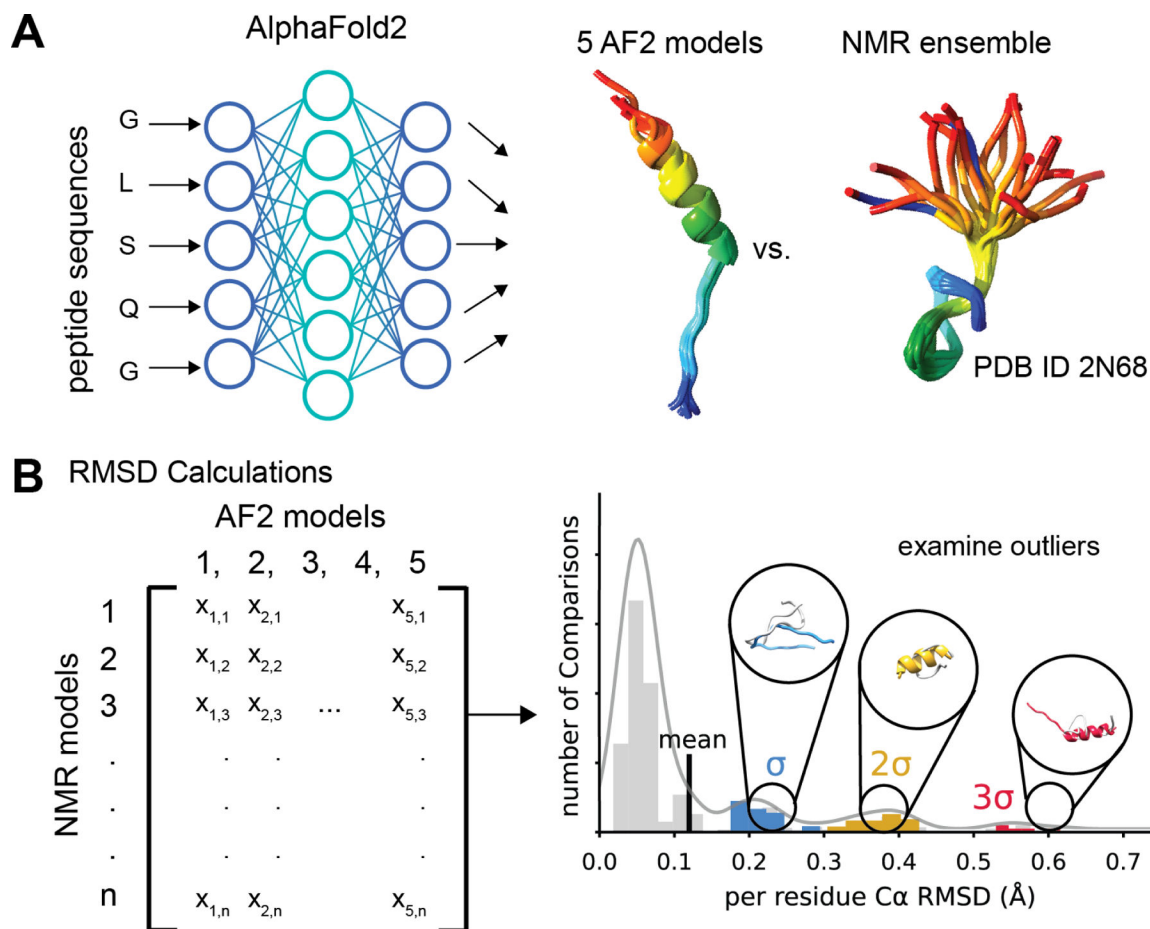 A
AlphaFold2
5 AF2 models
NMR ensemble
peptide sequences
G
L
S
Q
G
vs.
PDB ID 2N68
B
RMSD Calculations
AF2 models
1, 2, 3, 4, 5
NMR models
1 x1,1 x2,1 x5,1
2 x1,2 x2,2 x5,2
3 x1,3 x2,3 ... x5,3
. . . .
. . . .
. . . .
n x1,n x2,n x5,n
number of Comparisons
examine outliers
mean
σ
2σ
3σ
0.0 0.1 0.2 0.3 0.4 0.5 0.6 0.7
per residue Cα RMSD (Å)